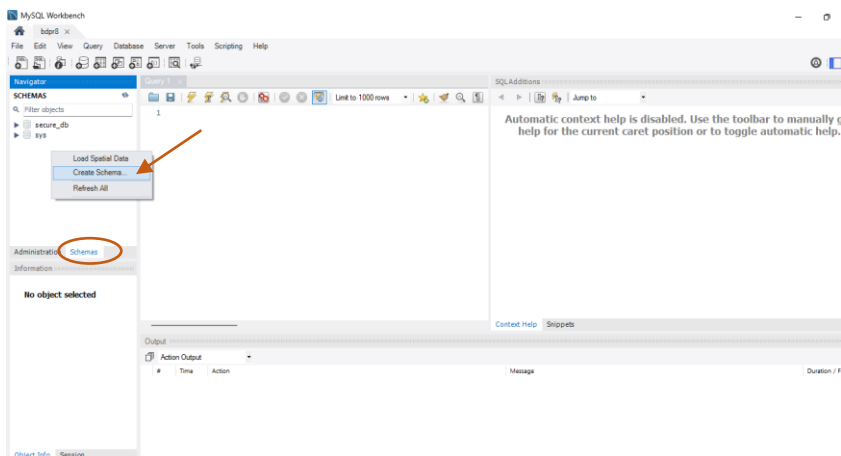 MySQL Workbench
bdpr8 ×
File Edit View Query Database Server Tools Scripting Help
Navigator
Query 1 ×
SQLAdditions
SCHEMAS
Limit to 1000 rows
Jump to
Filter objects
secure_db
sys
1
Automatic context help is disabled. Use the toolbar to manually g
help for the current caret position or to toggle automatic help.
Load Spatial Data
Create Schema...
Refresh All
Administration Schemas
Information
No object selected
Context Help Snippets
Output
Action Output
# Time Action Message Duration / F
Object Info Session